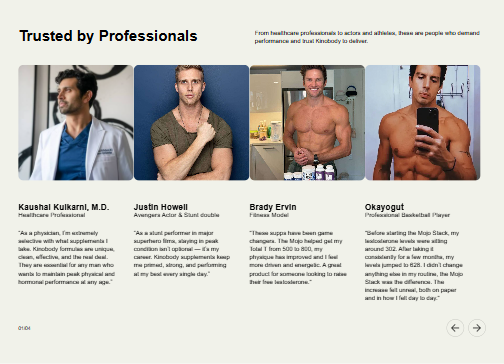 Trusted by Professionals
From healthcare professionals to actors and athletes, these are people who demand
performance and trust Kinobody to deliver.
Kaushal Kulkarni, M.D.
Healthcare Professional
"As a physician, I'm extremely
selective with what supplements I
take. Kinobody formulas are unique,
clean, effective, and the real deal.
They are essential for any man who
wants to maintain peak physical and
hormonal performance at any age."
Justin Howell
Avengers Actor & Stunt double
"As a stunt performer in major
superhero films, staying in peak
condition isn't optional — it's my
career. Kinobody supplements keep
me primed, strong, and performing
at my best every single day."
Brady Ervin
Fitness Model
"These supps have been game
changers. The Mojo helped get my
Total T from 500 to 800, my
physique has improved and I feel
more driven and energetic. A great
product for someone looking to raise
their free testosterone."
Okayogut
Professional Basketball Player
"Before starting the Mojo Stack, my
testosterone levels were sitting
around 302. After taking it
consistently for a few months, my
levels jumped to 628. I didn't change
anything else in my routine, the Mojo
Stack was the difference. The
increase felt unreal, both on paper
and in how I felt day to day."
01/04